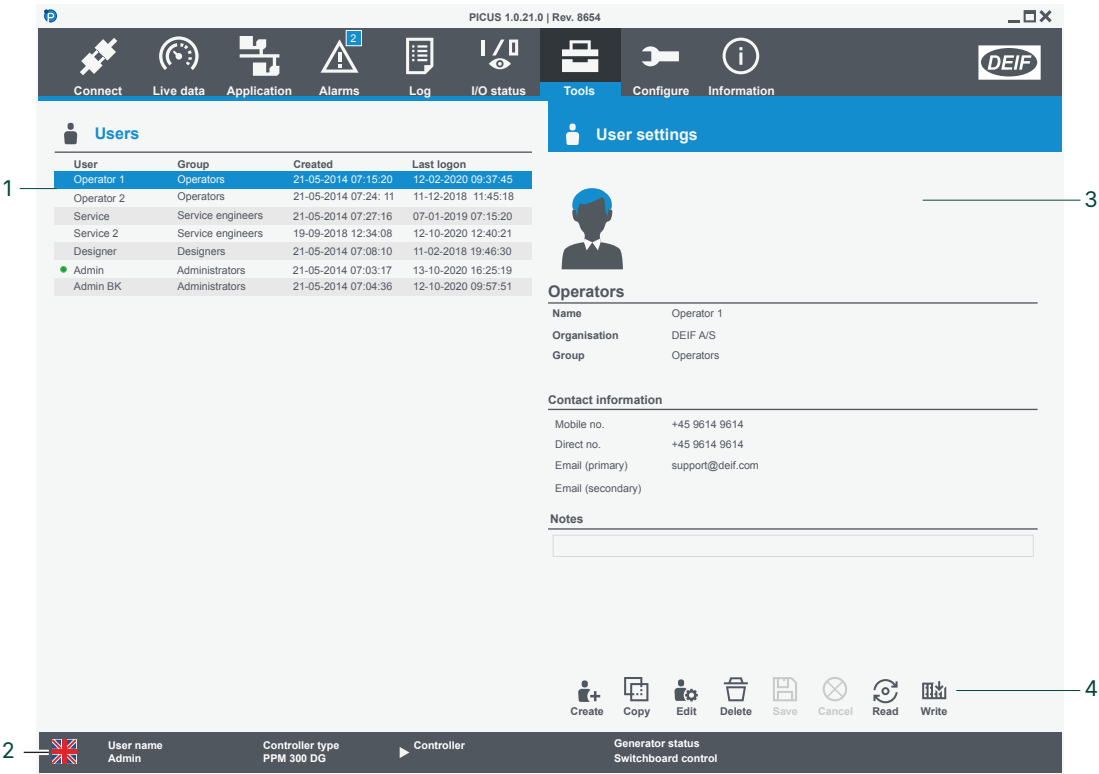 PICUS 1.0.21.0 | Rev. 8654
2
DEIF
Connect Live data Application Alarms Log I/O status Tools Configure Information
Users
User settings
User Group Created Last logon
Operator 1 Operators 21-05-2014 07:15:20 12-02-2020 09:37:45
Operator 2 Operators 21-05-2014 07:24: 11 11-12-2018 11:45:18
Service Service engineers 21-05-2014 07:27:16 07-01-2019 07:15:20
Service 2 Service engineers 19-09-2018 12:34:08 12-10-2020 12:40:21
Designer Designers 21-05-2014 07:08:10 11-02-2018 19:46:30
Admin Administrators 21-05-2014 07:03:17 13-10-2020 16:25:19
Admin BK Administrators 21-05-2014 07:04:36 12-10-2020 09:57:51
1
3
Operators
Name Operator 1
Organisation DEIF A/S
Group Operators
Contact information
Mobile no. +45 9614 9614
Direct no. +45 9614 9614
Email (primary) support@deif.com
Email (secondary)
Notes
Create Copy Edit Delete Save Cancel Read Write
4
2
User name Controller type Controller Generator status
Admin PPM 300 DG Switchboard control